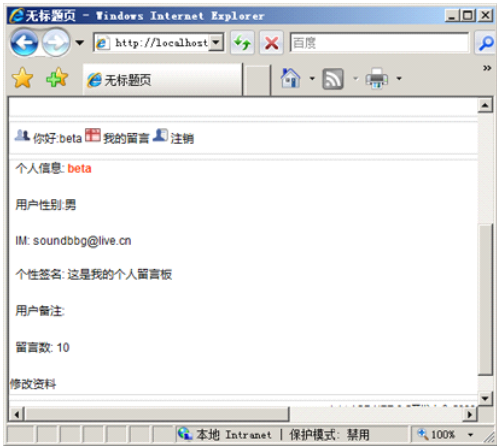 无标题页 - Windows Internet Explorer
http://localhost
百度
无标题页
你好:beta 我的留言 注销
个人信息: beta
用户性别:男
IM: soundbbg@live.cn
个性签名: 这是我的个人留言板
用户备注:
留言数: 10
修改资料
本地 Intranet | 保护模式: 禁用
100%